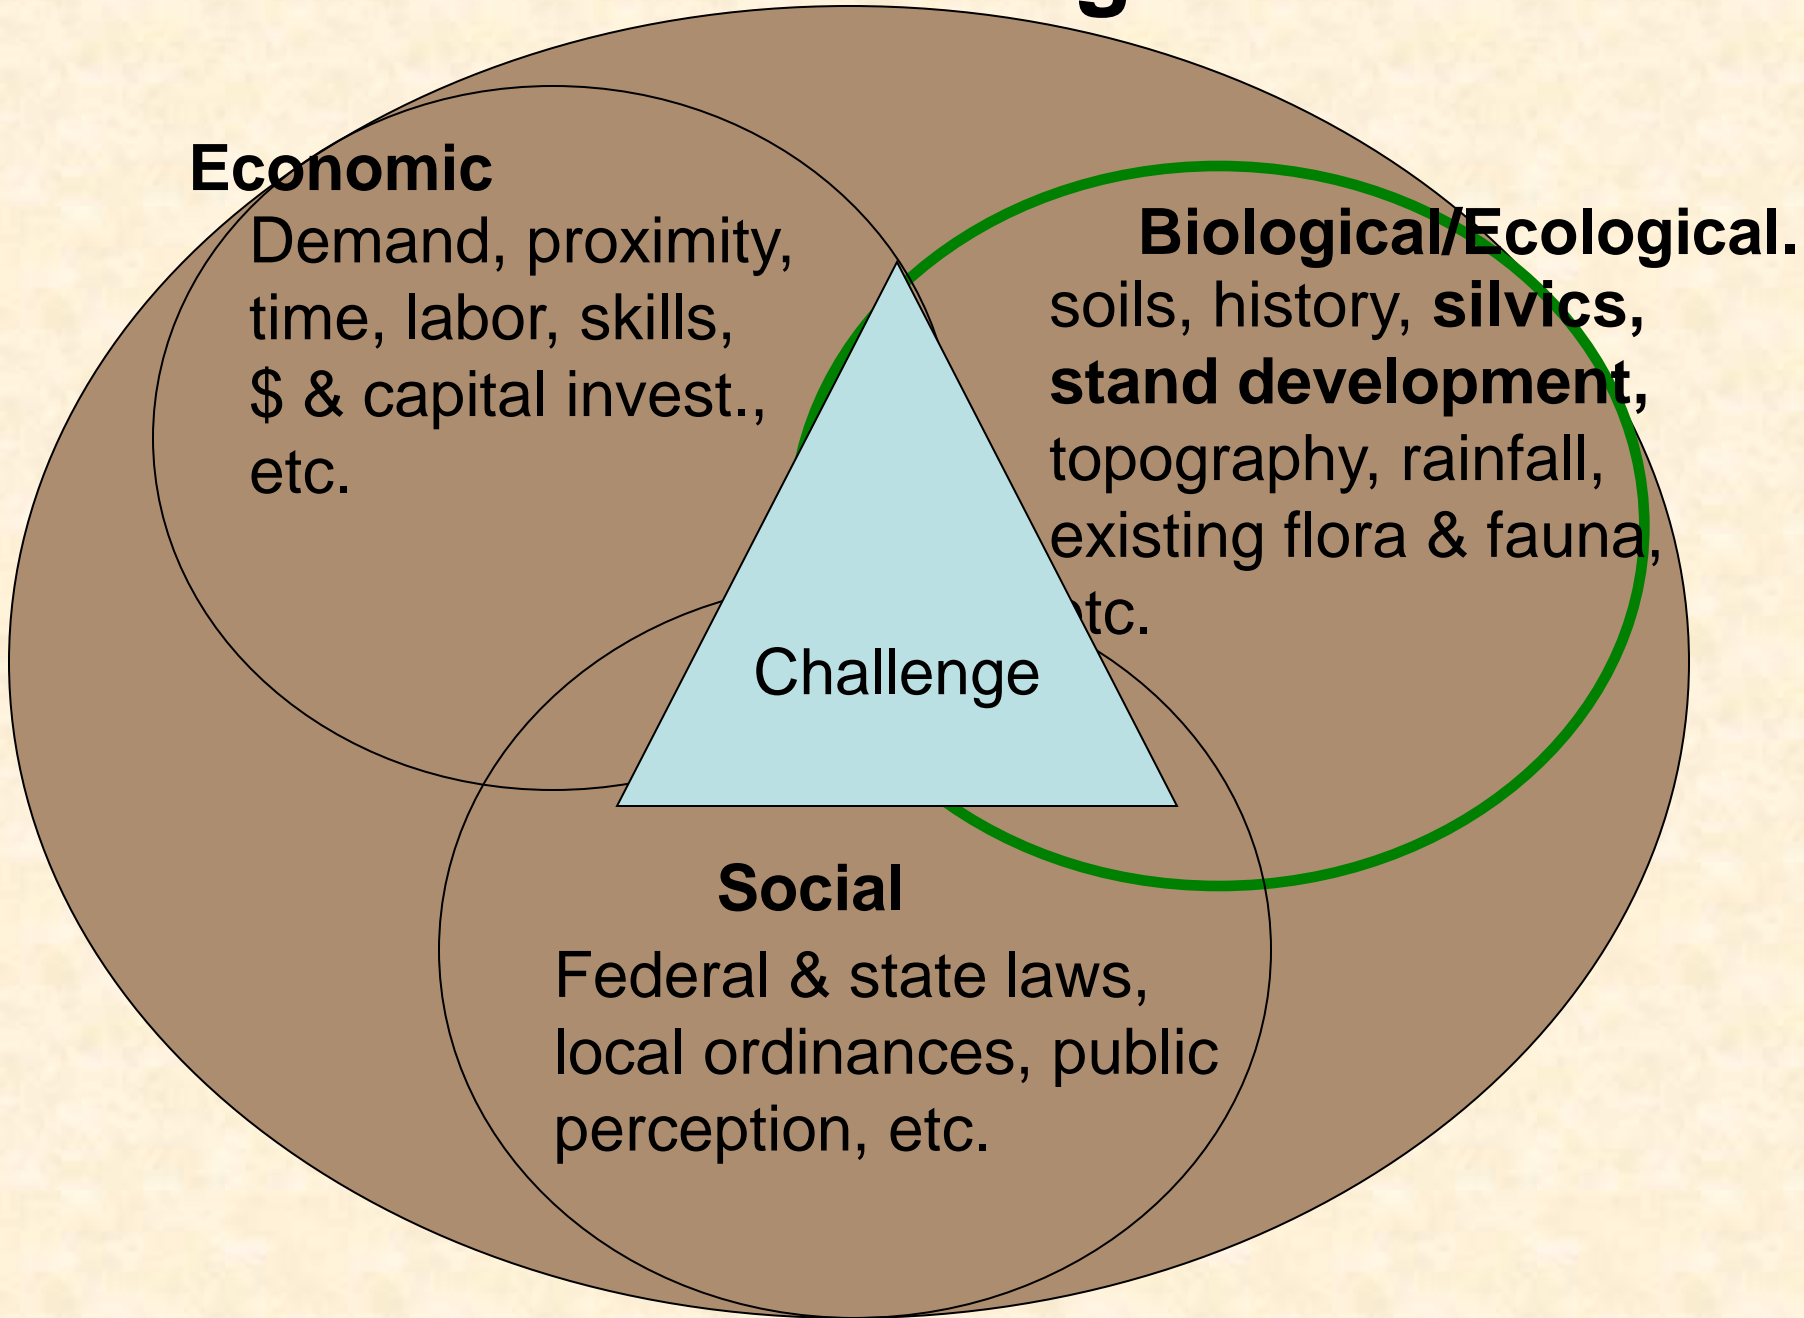 Economic
Demand, proximity,
time, labor, skills,
$ & capital invest.,
etc.
Biological/Ecological.
soils, history, silvics,
stand development,
topography, rainfall,
existing flora & fauna,
etc.
Challenge
Social
Federal & state laws,
local ordinances, public
perception, etc.